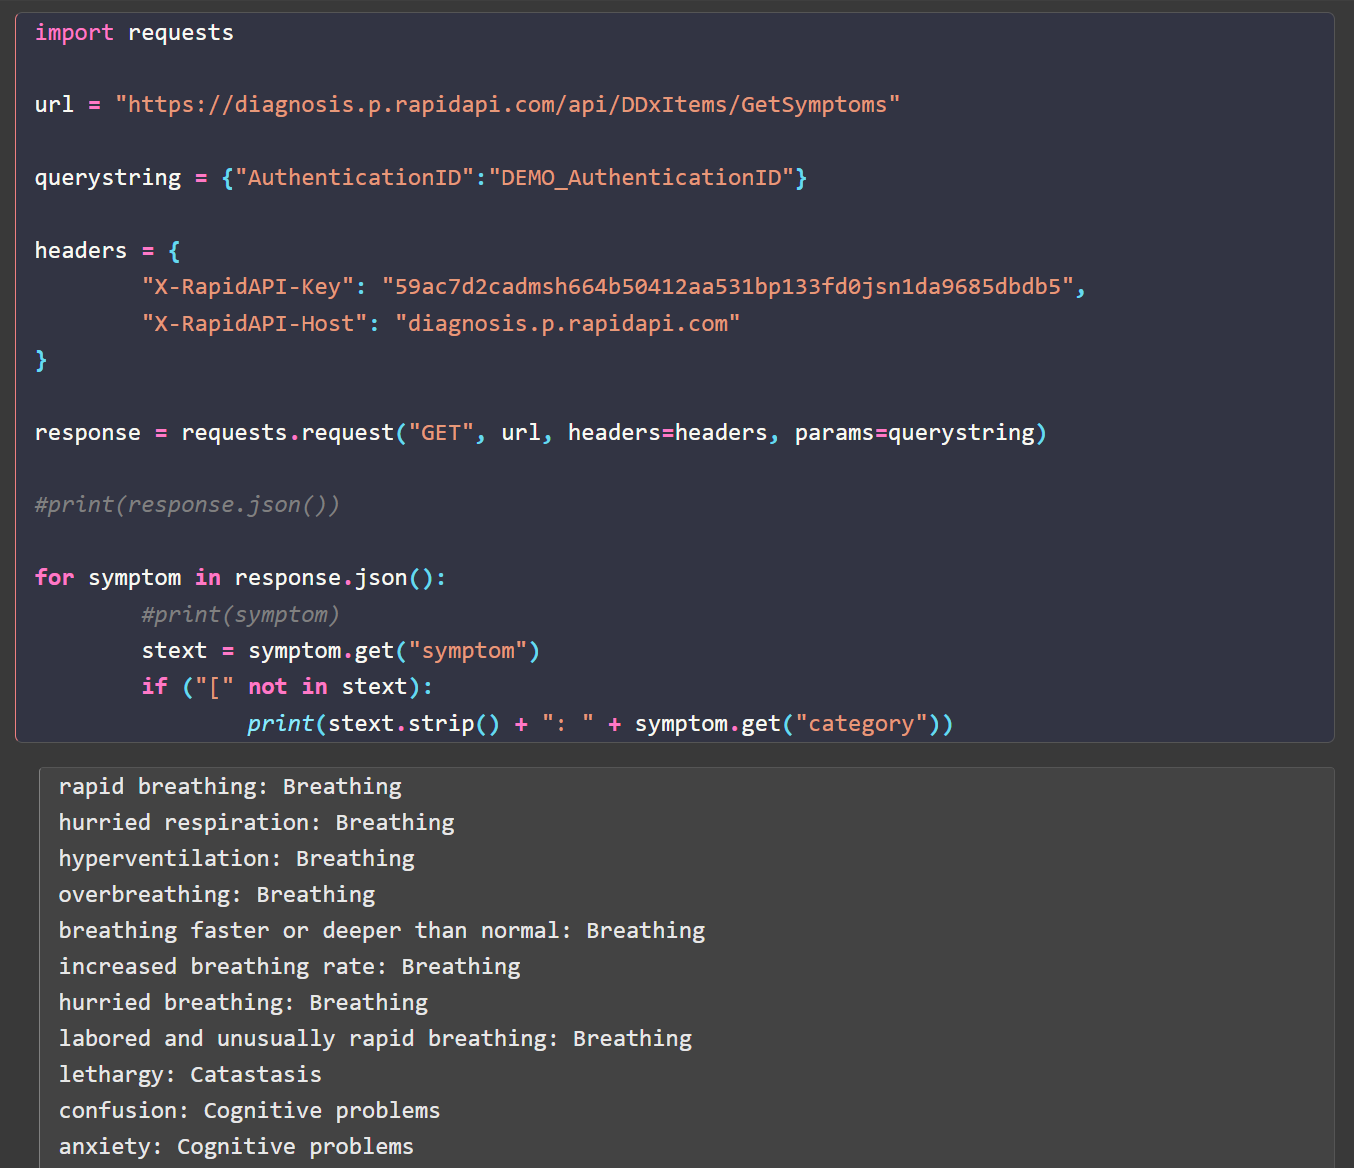 import requests
url = "https://diagnosis.p.rapidapi.com/api/DDxItems/GetSymptoms"
querystring = {"AuthenticationID":"DEMO_AuthenticationID"}
headers = {
"X-RapidAPI-Key": "59ac7d2cadmsh664b50412aa531bp133fd0jsn1da9685dbdb5",
"X-RapidAPI-Host": "diagnosis.p.rapidapi.com"
}
response = requests.request("GET", url, headers=headers, params=querystring)
#print(response.json())
for symptom in response.json():
#print(symptom)
stext = symptom.get("symptom")
if ("[" not in stext):
print(stext.strip() + ": " + symptom.get("category"))
rapid breathing: Breathing
hurried respiration: Breathing
hyperventilation: Breathing
overbreathing: Breathing
breathing faster or deeper than normal: Breathing
increased breathing rate: Breathing
hurried breathing: Breathing
labored and unusually rapid breathing: Breathing
lethargy: Catastasis
confusion: Cognitive problems
anxiety: Cognitive problems